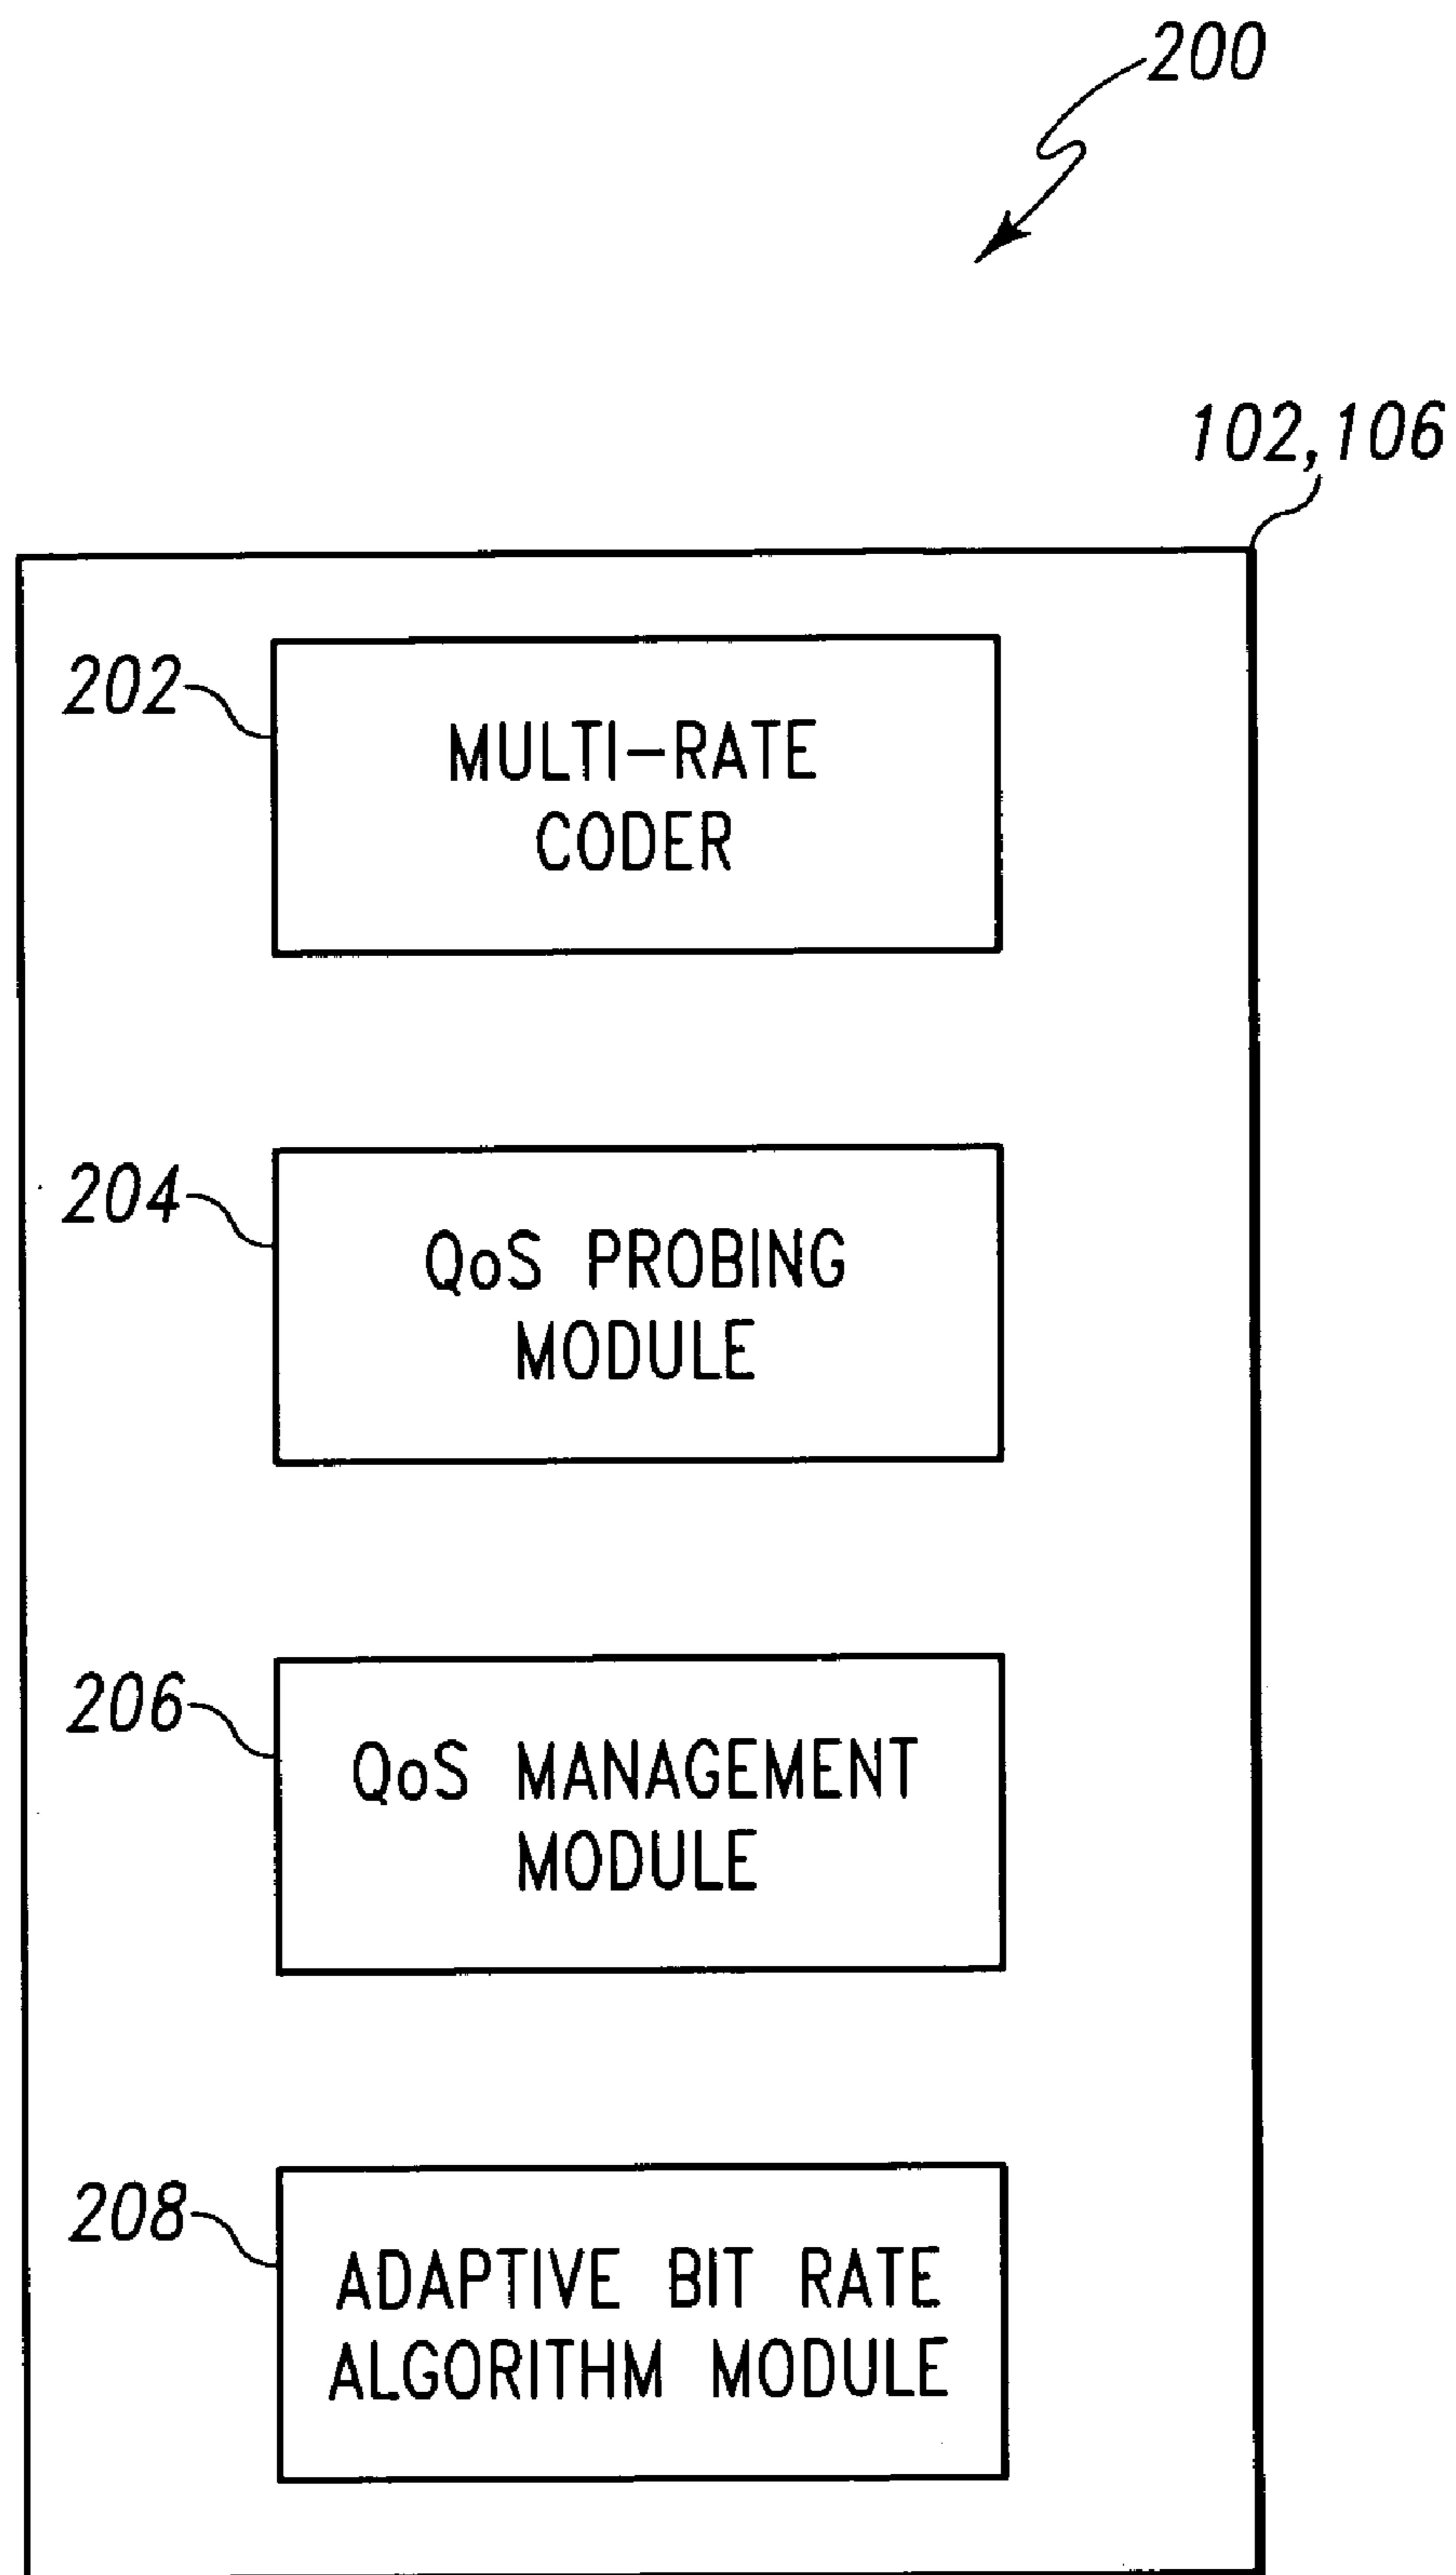 200
102,106
202
MULTI-RATE
CODER
204
QoS PROBING
MODULE
206
QoS MANAGEMENT
MODULE
208
ADAPTIVE BIT RATE
ALGORITHM MODULE